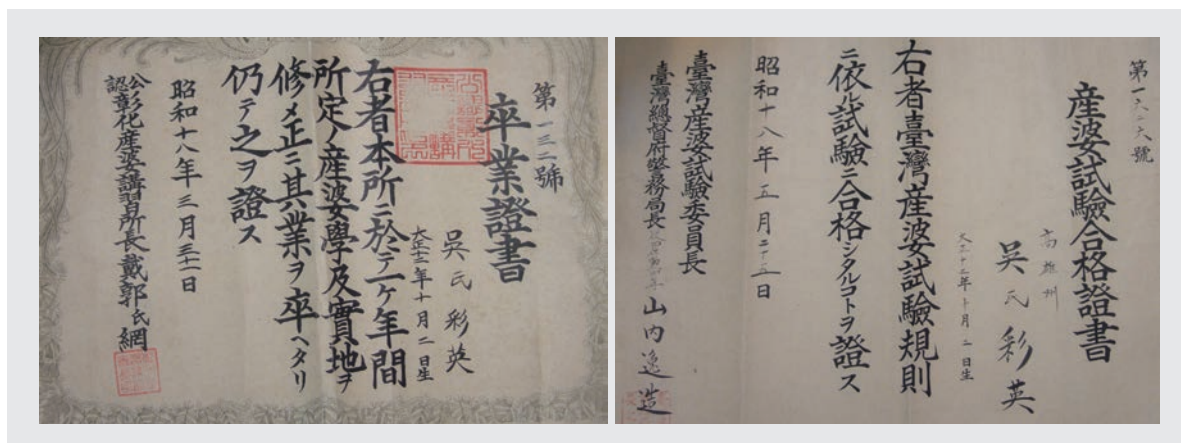 第一三二號
卒業證書
吳氏彩英
大正十二年十月二日生
右者本所ニ於テ一ケ年間
所定ノ產婆學及實地ヲ
修メ正ニ其業ヲ卒ヘタリ
仍テ之ヲ證ス
昭和十八年三月三十一日
公認彰化產婆講習所長戴郭氏網
產婆試驗合格證書
高雄州
吳氏彩英
大正十二年十月二日生
右者臺灣產婆試驗規則
ニ依ル試驗ニ合格シタルコトヲ證ス
昭和十八年五月二十五日
臺灣產婆試驗委員長
臺灣總督府警務局長
山內逸造